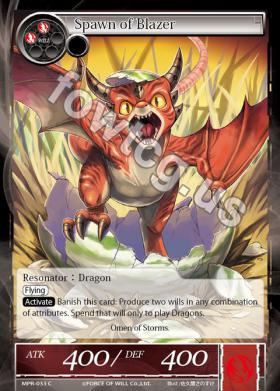 Spawn of Blazer
WILL
fowtcg.us
Resonator : Dragon
Flying
Activate Banish this card: Produce two wills in any combination
of attributes. Spend that will only to play Dragons.
Omen of Storms.
ATK 400 / DEF 400
MPR-033 C ©FORCE OF WILL Co.,Ltd.